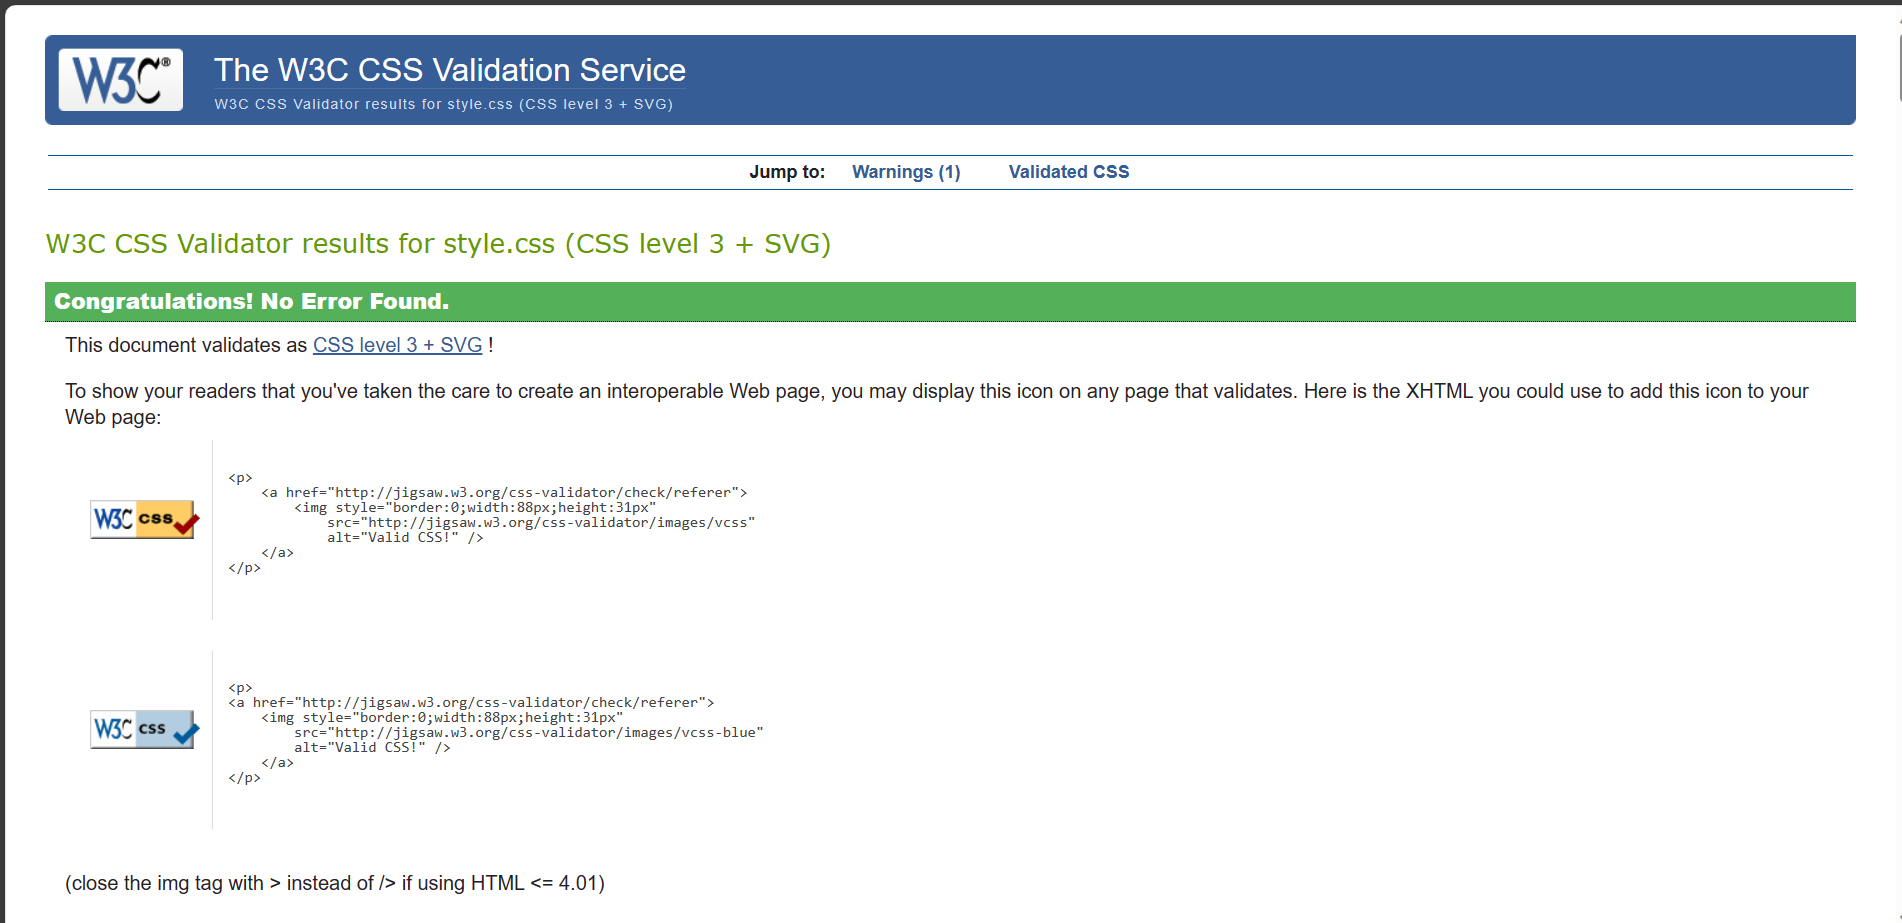 W3C®
The W3C CSS Validation Service
W3C CSS Validator results for style.css (CSS level 3 + SVG)
Jump to: Warnings (1) Validated CSS
W3C CSS Validator results for style.css (CSS level 3 + SVG)
Congratulations! No Error Found.
This document validates as CSS level 3 + SVG !
To show your readers that you've taken the care to create an interoperable Web page, you may display this icon on any page that validates. Here is the XHTML you could use to add this icon to your
Web page:
W3C css
<p>
    <a href="http://jigsaw.w3.org/css-validator/check/referer">
        <img style="border:0;width:88px;height:31px"
            src="http://jigsaw.w3.org/css-validator/images/vcss"
            alt="Valid CSS!" />
    </a>
</p>
W3C css
<p>
<a href="http://jigsaw.w3.org/css-validator/check/referer">
    <img style="border:0;width:88px;height:31px"
        src="http://jigsaw.w3.org/css-validator/images/vcss-blue"
        alt="Valid CSS!" />
    </a>
</p>
(close the img tag with > instead of /> if using HTML <= 4.01)